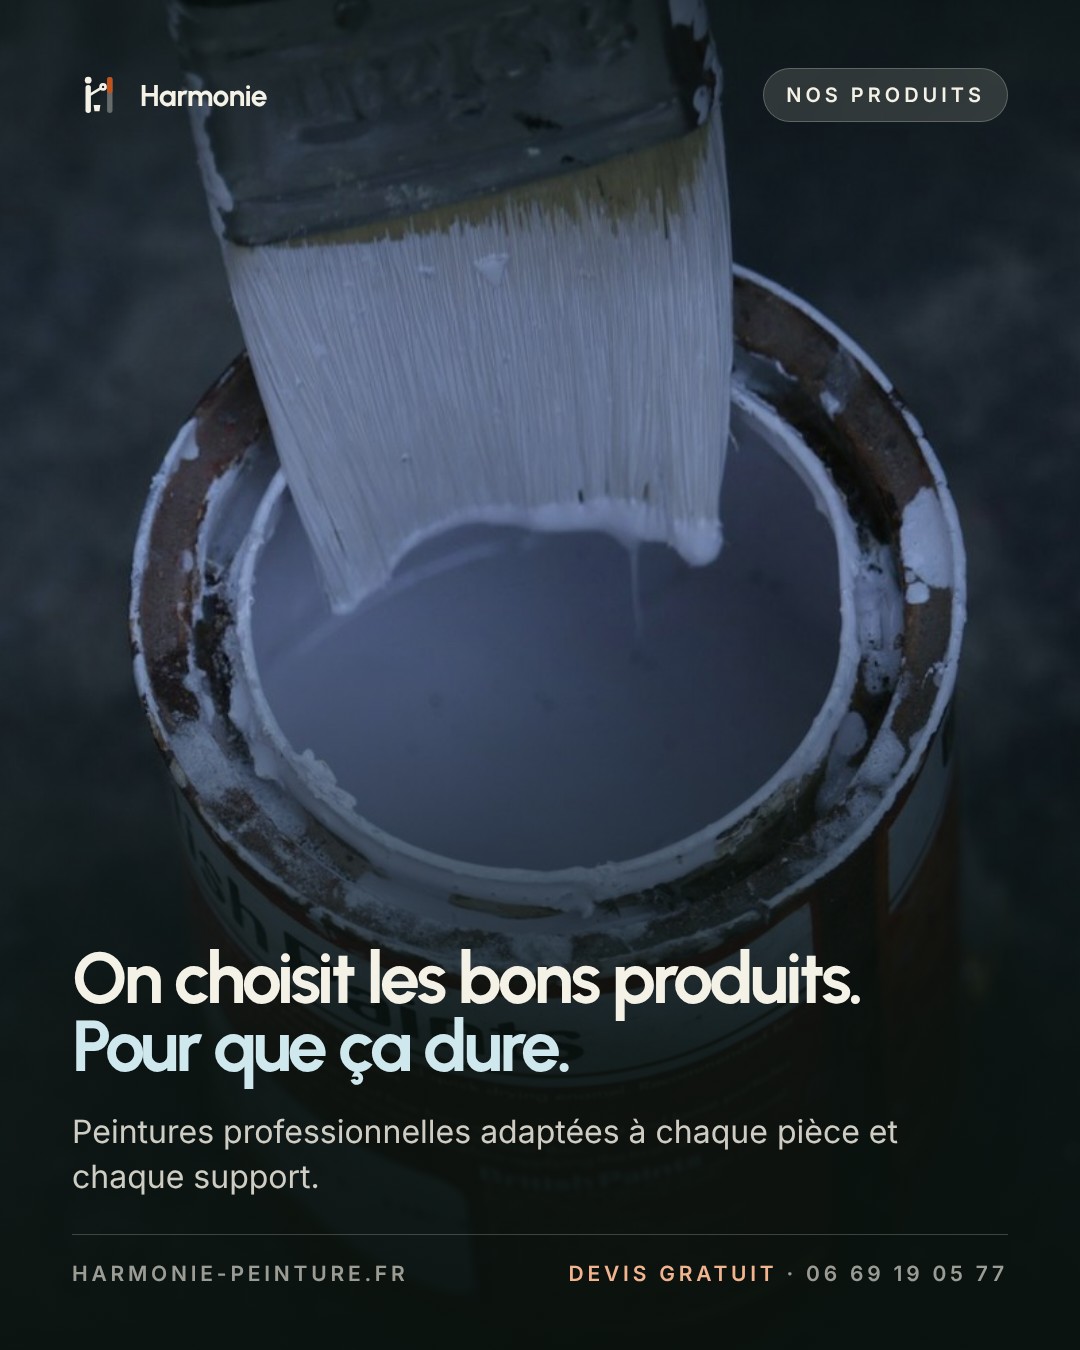 Harmonie
NOS PRODUITS
On choisit les bons produits.
Pour que ça dure.
Peintures professionnelles adaptées à chaque pièce et
chaque support.
HARMONIE-PEINTURE.FR
DEVIS GRATUIT · 06 69 19 05 77